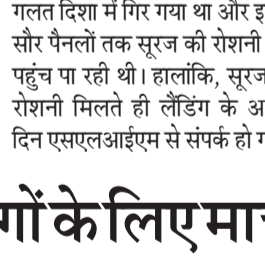 गलत दिशा में गिर गया था और इ
सौर पैनलों तक सूरज की रोशनी
पहुंच पा रही थी। हालांकि, सूरज
रोशनी मिलते ही लैंडिंग के अ
दिन एसएलआईएम से संपर्क हो ग
गों के लिए मा